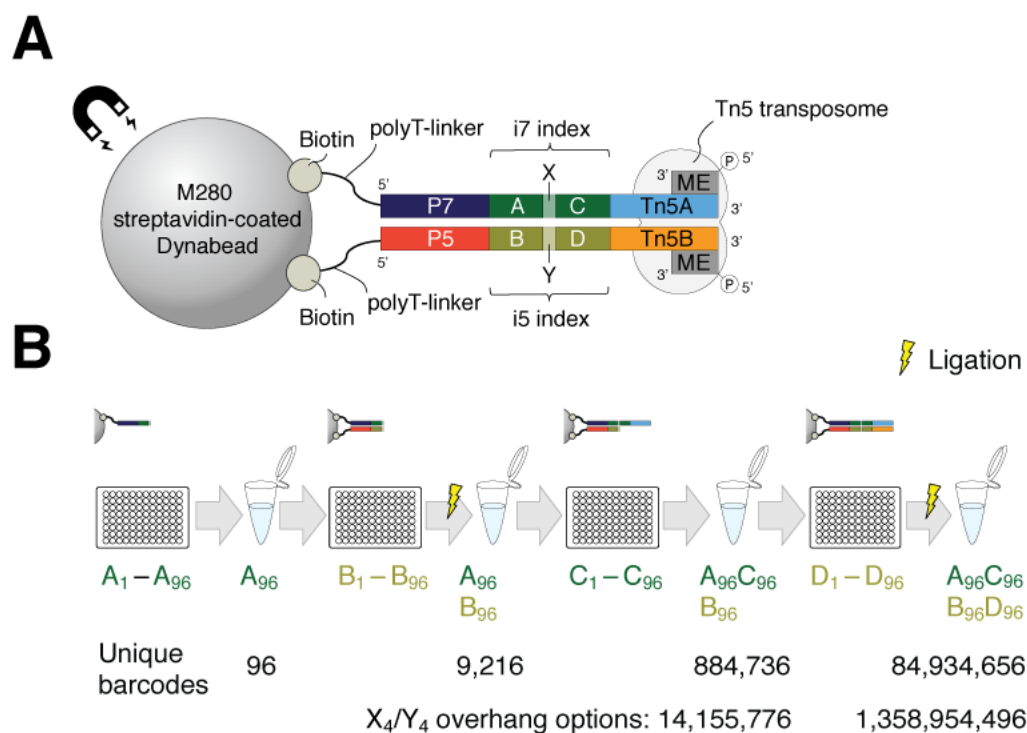 A
Tn5 transposome
Biotin
polyT-linker
i7 index
X
P 5'
5'
3' ME
M280
streptavidin-coated
Dynabead
P7 A C Tn5A 3'
P5 B D Tn5B 3'
5'
3' ME
P 5'
Y
polyT-linker
Biotin
i5 index
B
Ligation
A1 – A96
A96
B1 – B96
A96
B96
C1 – C96
A96C96
B96
D1 – D96
A96C96
B96D96
Unique
barcodes
96
9,216
884,736
84,934,656
X4/Y4 overhang options: 14,155,776
1,358,954,496